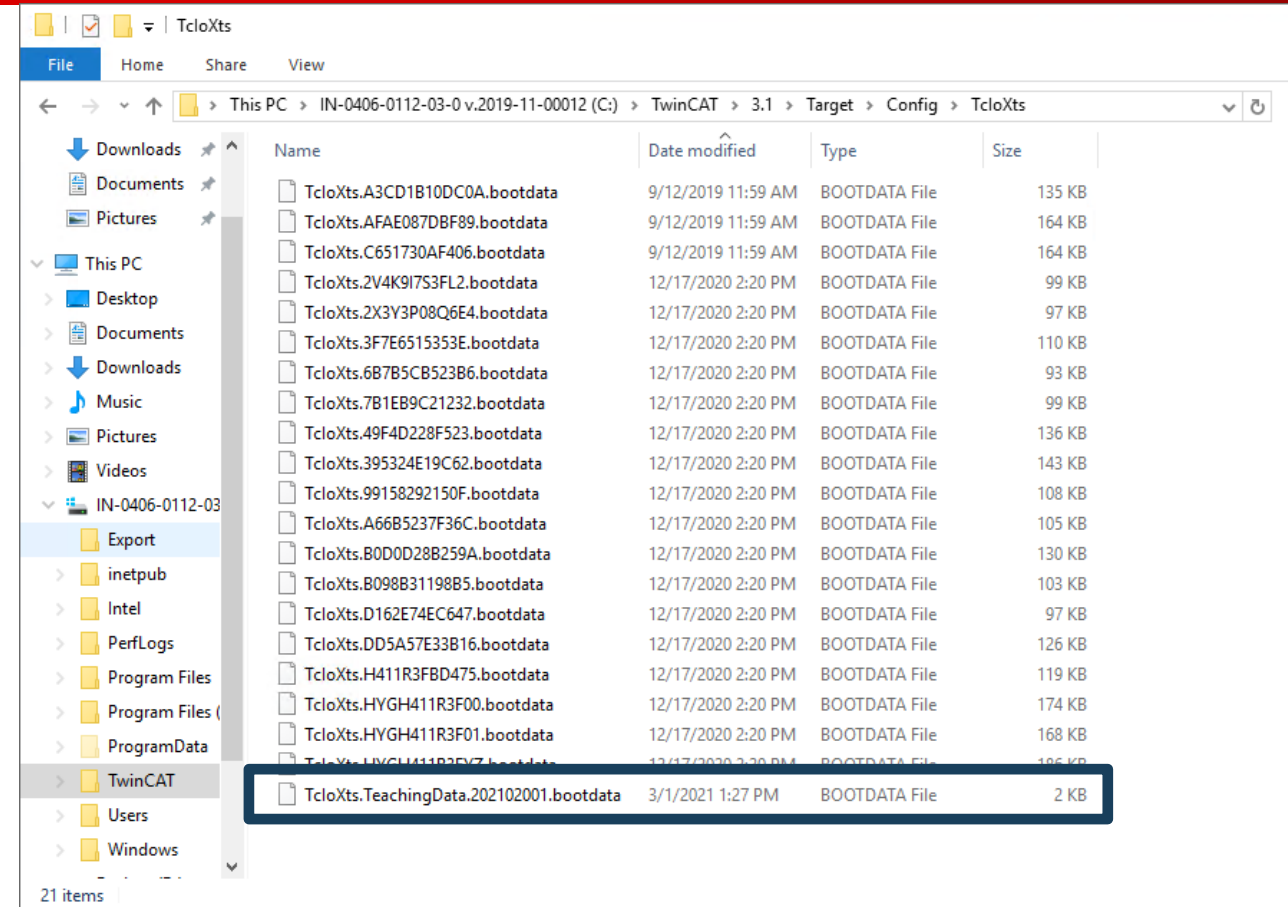 TcIoXts
File Home Share View
This PC > IN-0406-0112-03-0 v.2019-11-00012 (C:) > TwinCAT > 3.1 > Target > Config > TcIoXts
Downloads
Documents
Pictures
This PC
Desktop
Documents
Downloads
Music
Pictures
Videos
IN-0406-0112-03
Export
inetpub
Intel
PerfLogs
Program Files
Program Files (
ProgramData
TwinCAT
Users
Windows
Name Date modified Type Size
TcIoXts.A3CD1B10DC0A.bootdata 9/12/2019 11:59 AM BOOTDATA File 135 KB
TcIoXts.AFAE087DBF89.bootdata 9/12/2019 11:59 AM BOOTDATA File 164 KB
TcIoXts.C651730AF406.bootdata 9/12/2019 11:59 AM BOOTDATA File 164 KB
TcIoXts.2V4K9I7S3FL2.bootdata 12/17/2020 2:20 PM BOOTDATA File 99 KB
TcIoXts.2X3Y3P08Q6E4.bootdata 12/17/2020 2:20 PM BOOTDATA File 97 KB
TcIoXts.3F7E6515353E.bootdata 12/17/2020 2:20 PM BOOTDATA File 110 KB
TcIoXts.6B7B5CB523B6.bootdata 12/17/2020 2:20 PM BOOTDATA File 93 KB
TcIoXts.7B1EB9C21232.bootdata 12/17/2020 2:20 PM BOOTDATA File 99 KB
TcIoXts.49F4D228F523.bootdata 12/17/2020 2:20 PM BOOTDATA File 136 KB
TcIoXts.395324E19C62.bootdata 12/17/2020 2:20 PM BOOTDATA File 143 KB
TcIoXts.99158292150F.bootdata 12/17/2020 2:20 PM BOOTDATA File 108 KB
TcIoXts.A66B5237F36C.bootdata 12/17/2020 2:20 PM BOOTDATA File 105 KB
TcIoXts.B0D0D28B259A.bootdata 12/17/2020 2:20 PM BOOTDATA File 130 KB
TcIoXts.B098B31198B5.bootdata 12/17/2020 2:20 PM BOOTDATA File 103 KB
TcIoXts.D162E74EC647.bootdata 12/17/2020 2:20 PM BOOTDATA File 97 KB
TcIoXts.DD5A57E33B16.bootdata 12/17/2020 2:20 PM BOOTDATA File 126 KB
TcIoXts.H411R3FBD475.bootdata 12/17/2020 2:20 PM BOOTDATA File 119 KB
TcIoXts.HYGH411R3F00.bootdata 12/17/2020 2:20 PM BOOTDATA File 174 KB
TcIoXts.HYGH411R3F01.bootdata 12/17/2020 2:20 PM BOOTDATA File 168 KB
12/17/2020 2:20 PM BOOTDATA File 186 KB
TcIoXts.TeachingData.202102001.bootdata 3/1/2021 1:27 PM BOOTDATA File 2 KB
21 items